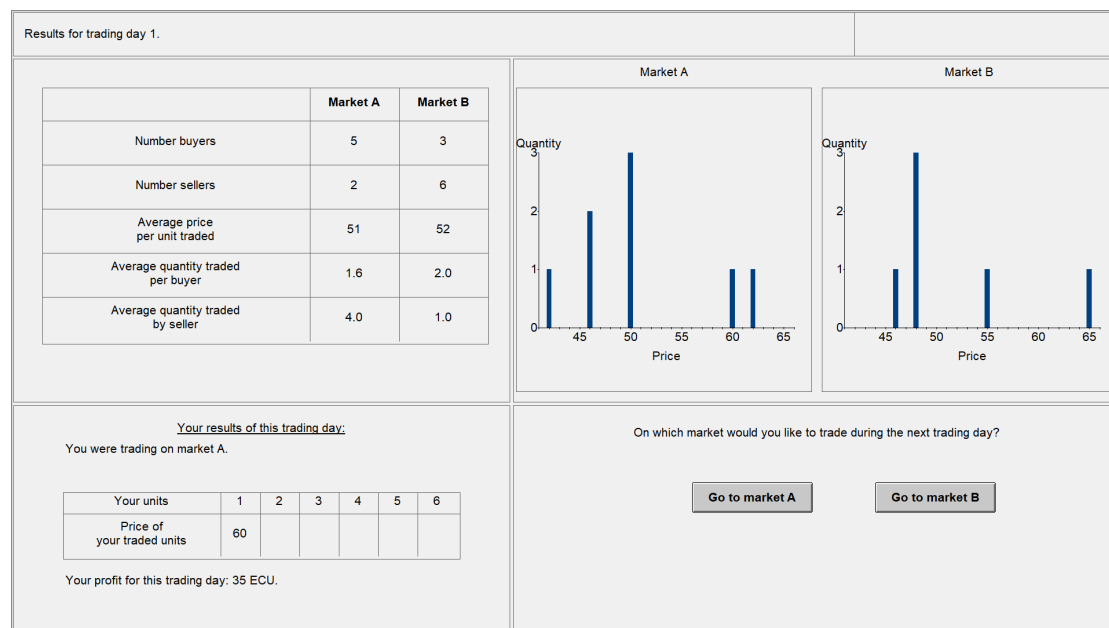 Results for trading day 1.
Market A Market B
Number buyers 5 3
Number sellers 2 6
Average price
per unit traded 51 52
Average quantity traded
per buyer 1.6 2.0
Average quantity traded
by seller 4.0 1.0
Market A
Quantity
3
2
1
0
45 50 55 60 65
Price
Market B
Quantity
3
2
1
0
45 50 55 60 65
Price
Your results of this trading day:
You were trading on market A.
Your units 1 2 3 4 5 6
Price of
your traded units 60
Your profit for this trading day: 35 ECU.
On which market would you like to trade during the next trading day?
Go to market A Go to market B